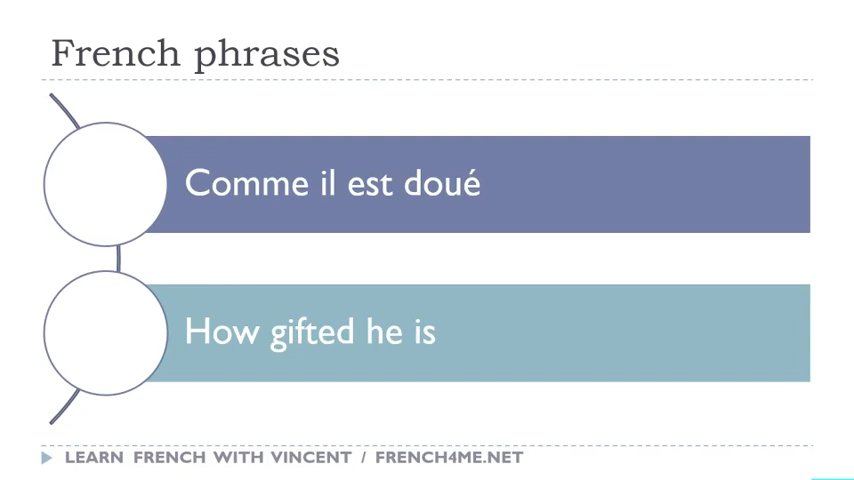 French phrases
Comme il est doué
How gifted he is
LEARN FRENCH WITH VINCENT / FRENCH4ME.NET